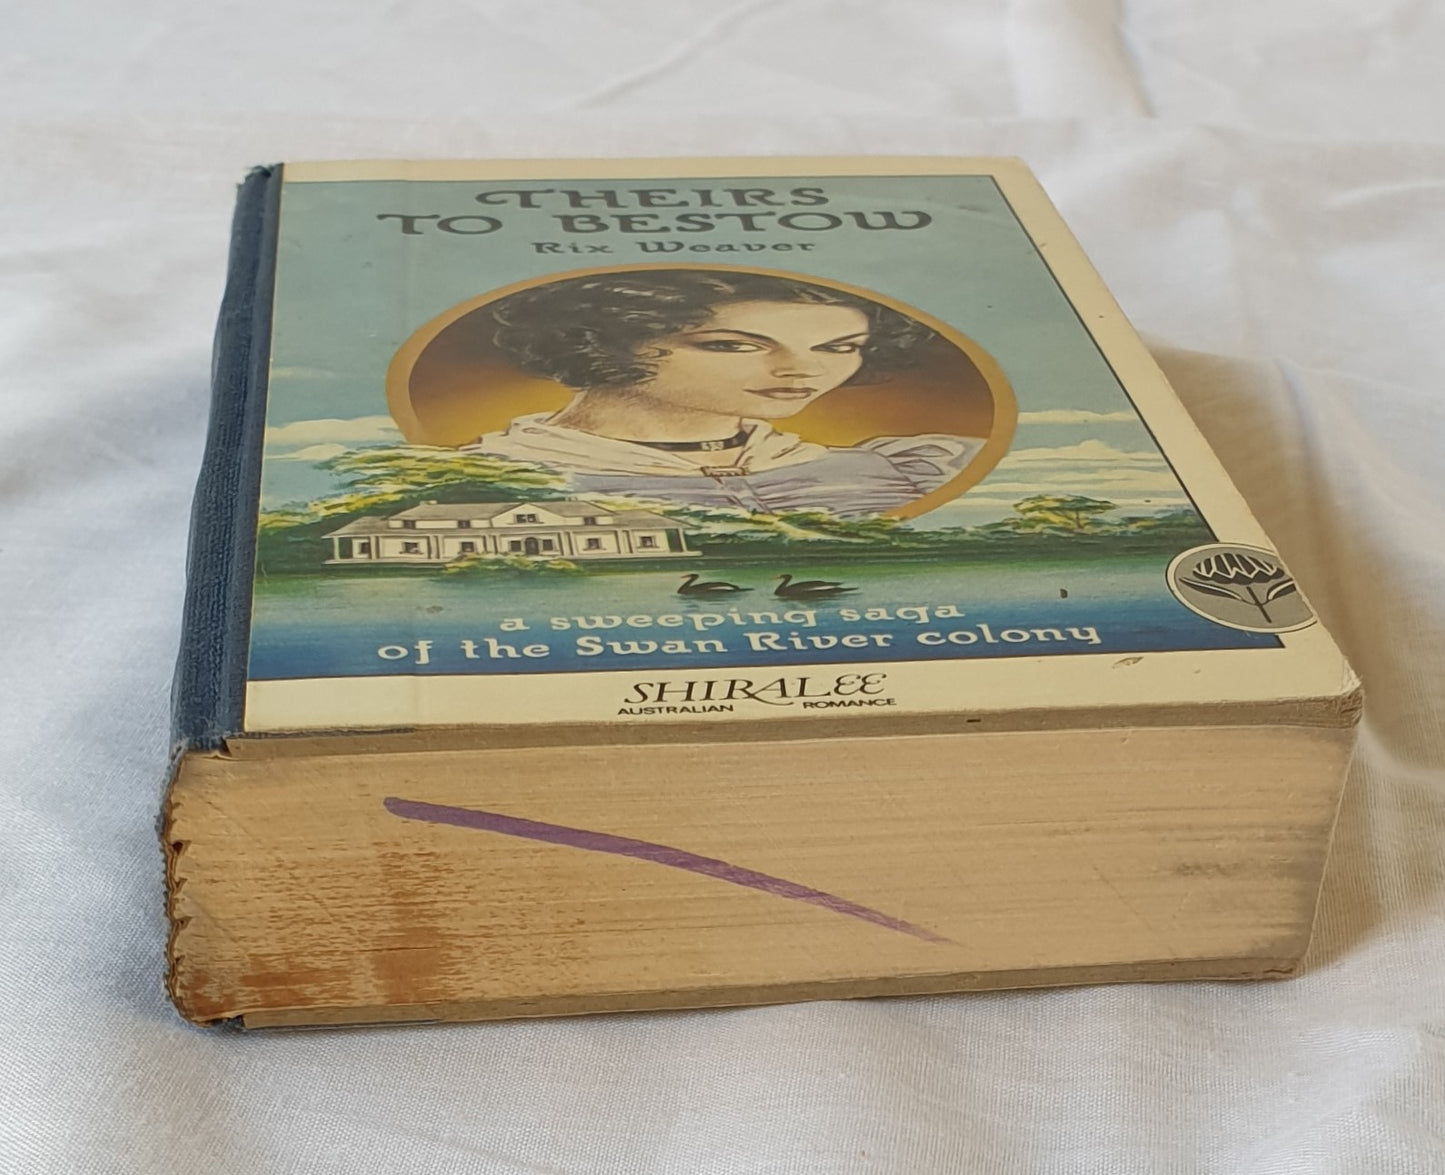 THEIRS
TO BESTOW
Rix Weaver
a sweeping saga
of the Swan River colony
SHIRALEE
AUSTRALIAN ROMANCE